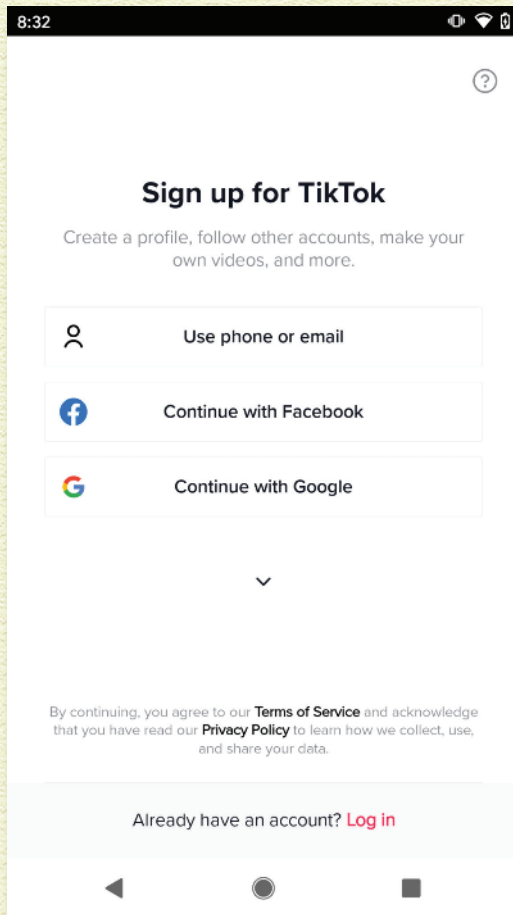 8:32
Sign up for TikTok
Create a profile, follow other accounts, make your
own videos, and more.
Use phone or email
Continue with Facebook
Continue with Google
By continuing, you agree to our Terms of Service and acknowledge
that you have read our Privacy Policy to learn how we collect, use,
and share your data.
Already have an account? Log in